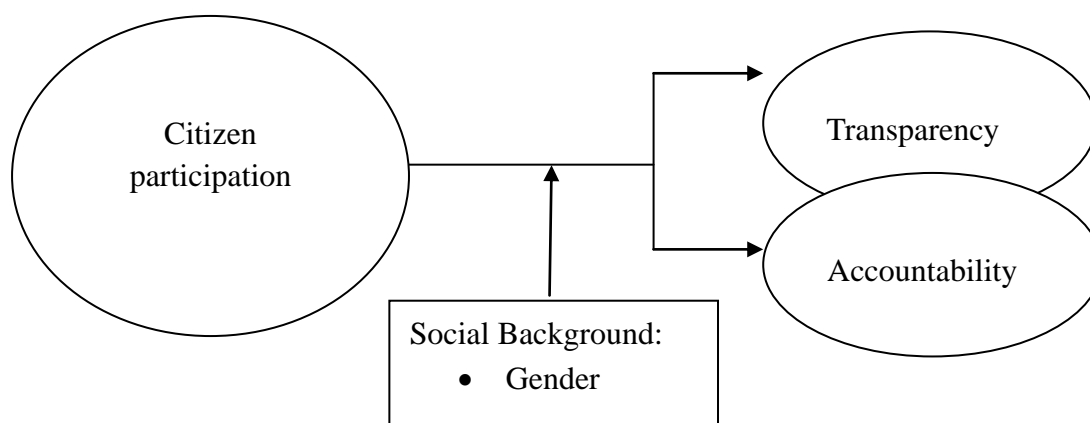 Citizen
participation
Transparency
Accountability
Social Background:
• Gender